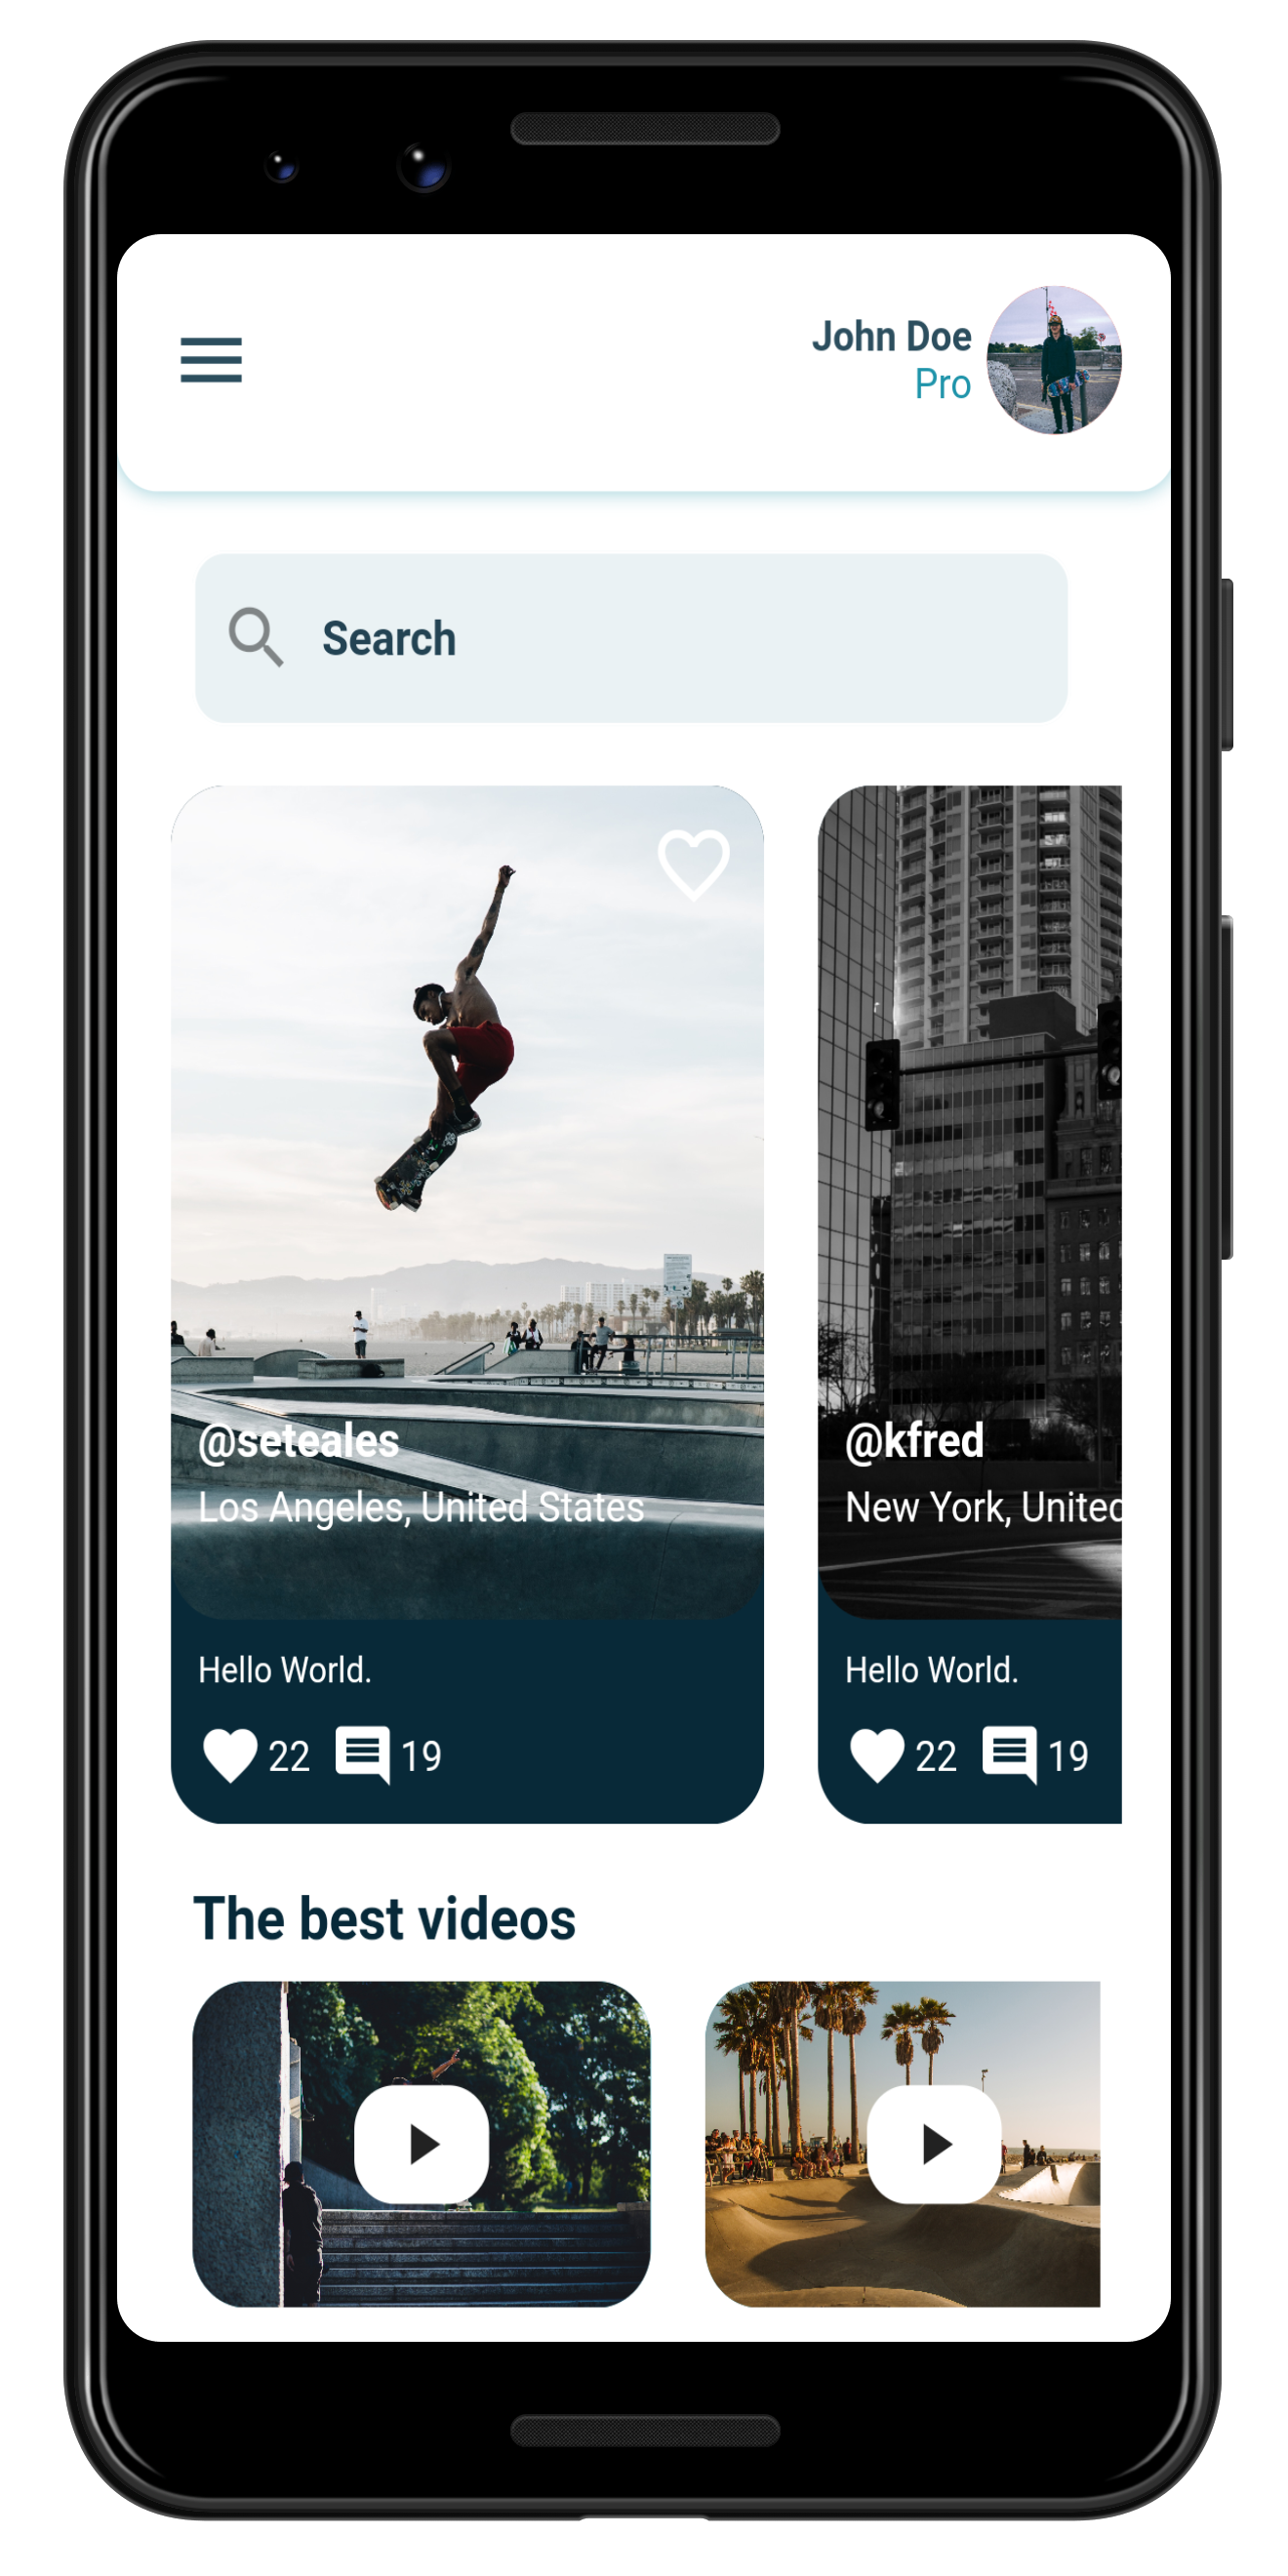 John Doe
Pro
Search
@seteales
Los Angeles, United States
Hello World.
22 19
@kfred
New York, United
Hello World.
22 19
The best videos